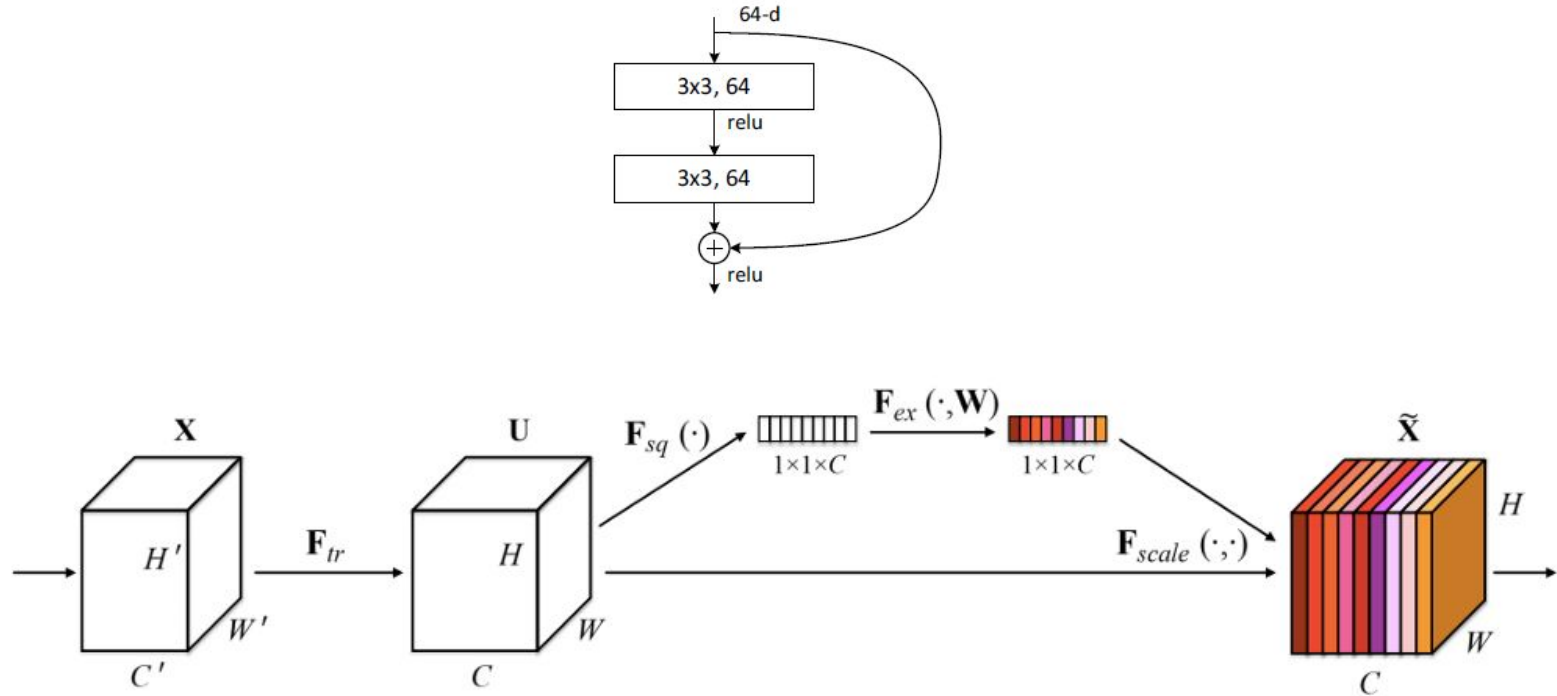 64-d
3x3, 64
relu
3x3, 64
+
relu
X
U
F_sq (·)
F_ex (·,W)
X̃
1×1×C
1×1×C
H'
F_tr
H
F_scale (·,·)
H
W'
W
W
C'
C
C